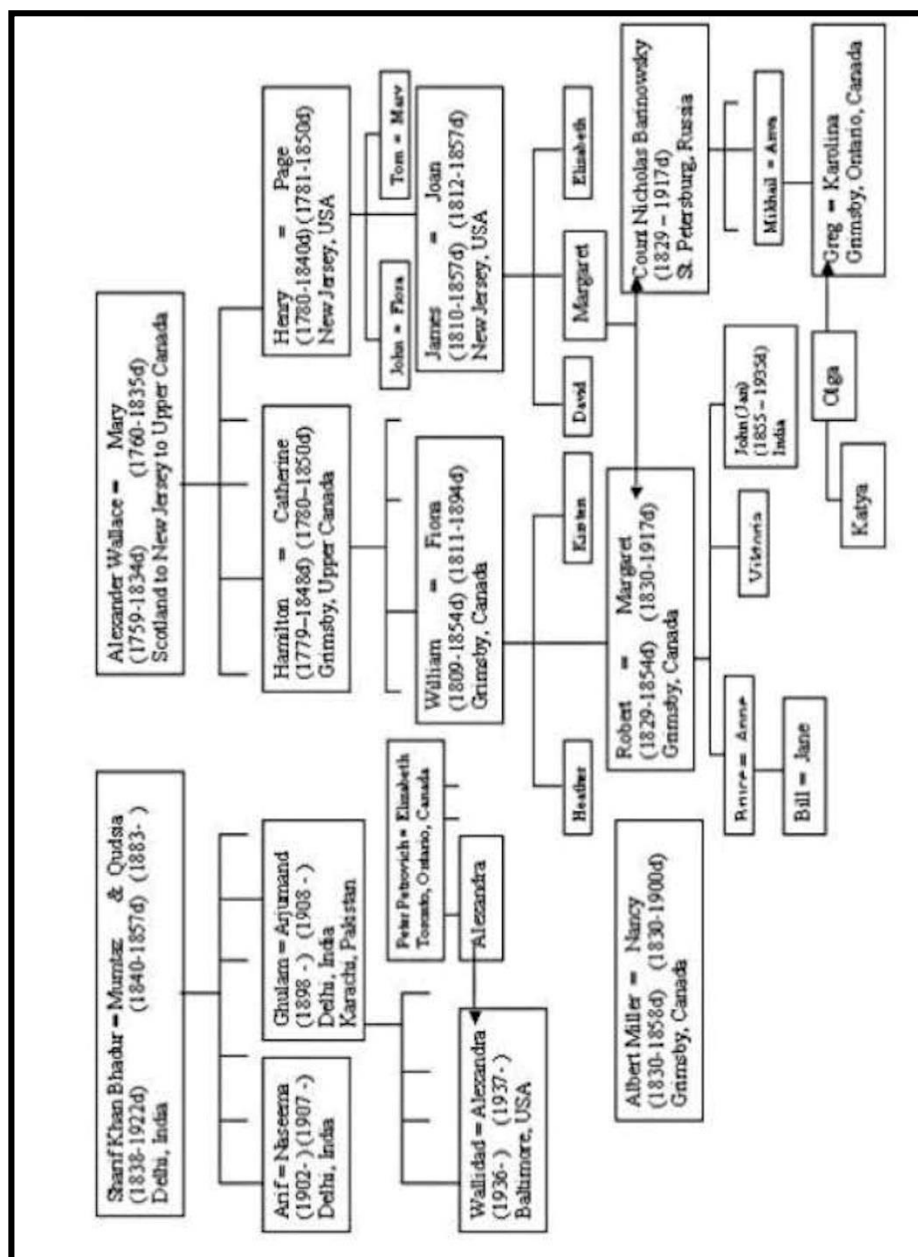 Sharif Khan Bhadur = Mumtaz & Qudsia
(1838-1922d) (1840-1857d) (1883- )
Delhi, India
Alexander Wallace = Mary
(1759-1834d) (1760-1835d)
Scotland to New Jersey to Upper Canada
Arif = Naseema
(1902- ) (1907 - )
Delhi, India
Ghulam = Arjumand
(1898 - ) (1908 - )
Delhi, India
Karachi, Pakistan
Hamilton = Catherine
(1779-1848d) (1780-1850d)
Grimsby, Upper Canada
Henry = Page
(1780-1840d) (1781-1850d)
New Jersey, USA
Peter Petrovich = Elizabeth
Toronto, Ontario, Canada
John = Flora
Tom = Mary
Wallidad = Alexandra
(1936- ) (1937- )
Baltimore, USA
Alexandra
William = Fiona
(1809-1854d) (1811-1894d)
Grimsby, Canada
James = Joan
(1810-1857d) (1812-1857d)
New Jersey, USA
Heather
Kirsten
David
Margaret
Elizabeth
Albert Miller = Nancy
(1830-1858d) (1830-1900d)
Grimsby, Canada
Robert = Margaret
(1829-1854d) (1830-1917d)
Grimsby, Canada
Count Nicholas Barinowsky
(1829 – 1917d)
St. Petersburg, Russia
= Anne
Viktoria
John (Jan)
(1855 – 1935d)
India
Mikhail = Anna
Bill = Jane
Katya
Olga
Greg = Karolina
Grimsby, Ontario, Canada